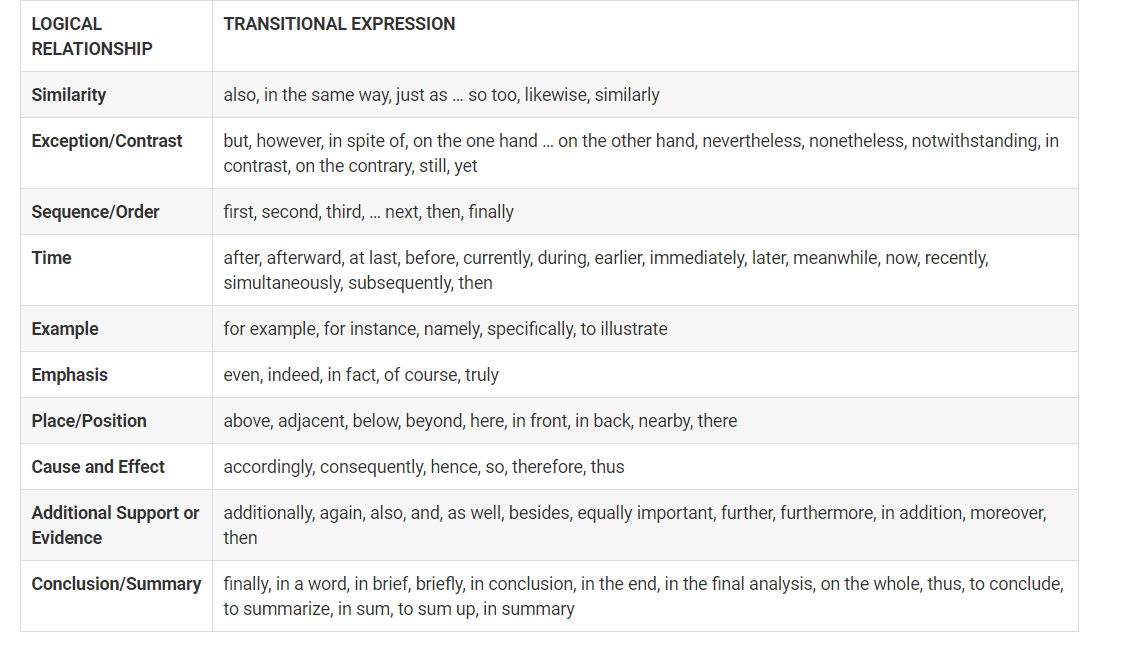 LOGICAL
RELATIONSHIP
TRANSITIONAL EXPRESSION
Similarity
also, in the same way, just as … so too, likewise, similarly
Exception/Contrast
but, however, in spite of, on the one hand … on the other hand, nevertheless, nonetheless, notwithstanding, in
contrast, on the contrary, still, yet
Sequence/Order
first, second, third, … next, then, finally
Time
after, afterward, at last, before, currently, during, earlier, immediately, later, meanwhile, now, recently,
simultaneously, subsequently, then
Example
for example, for instance, namely, specifically, to illustrate
Emphasis
even, indeed, in fact, of course, truly
Place/Position
above, adjacent, below, beyond, here, in front, in back, nearby, there
Cause and Effect
accordingly, consequently, hence, so, therefore, thus
Additional Support or
Evidence
additionally, again, also, and, as well, besides, equally important, further, furthermore, in addition, moreover,
then
Conclusion/Summary
finally, in a word, in brief, briefly, in conclusion, in the end, in the final analysis, on the whole, thus, to conclude,
to summarize, in sum, to sum up, in summary